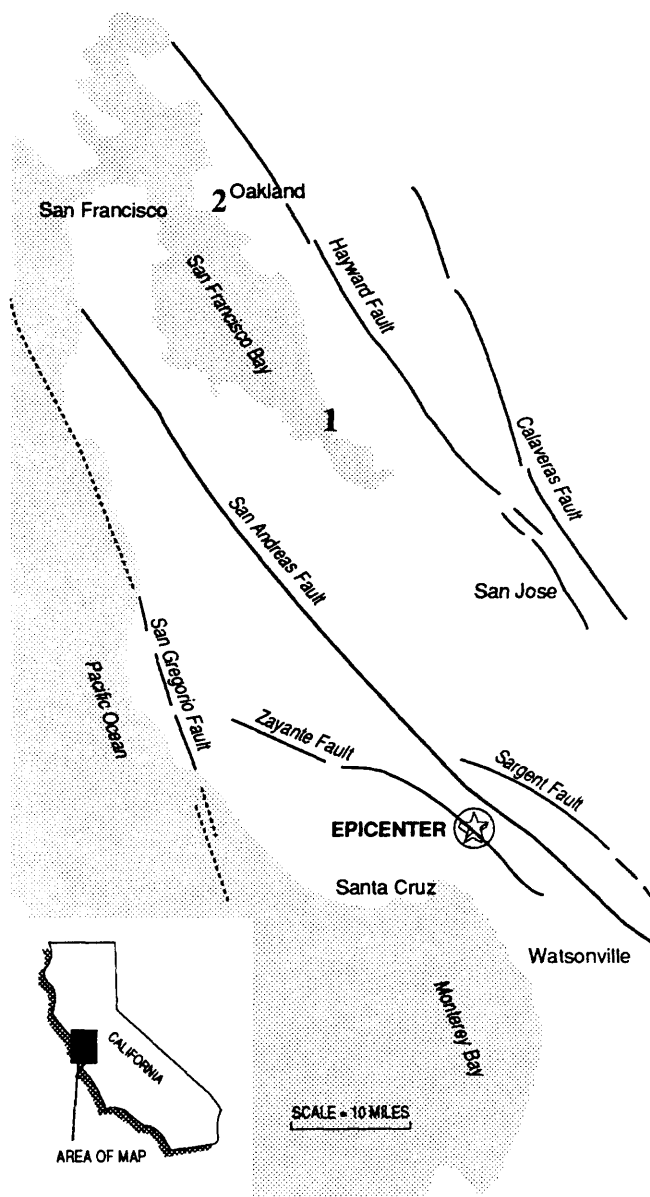 2 Oakland
San Francisco
Hayward Fault
San Francisco Bay
1
Calaveras Fault
San Andreas Fault
San Jose
San Gregorio Fault
Pacific Ocean
Zayante Fault
Sargent Fault
EPICENTER
Santa Cruz
Watsonville
Monterey Bay
CALIFORNIA
SCALE = 10 MILES
AREA OF MAP